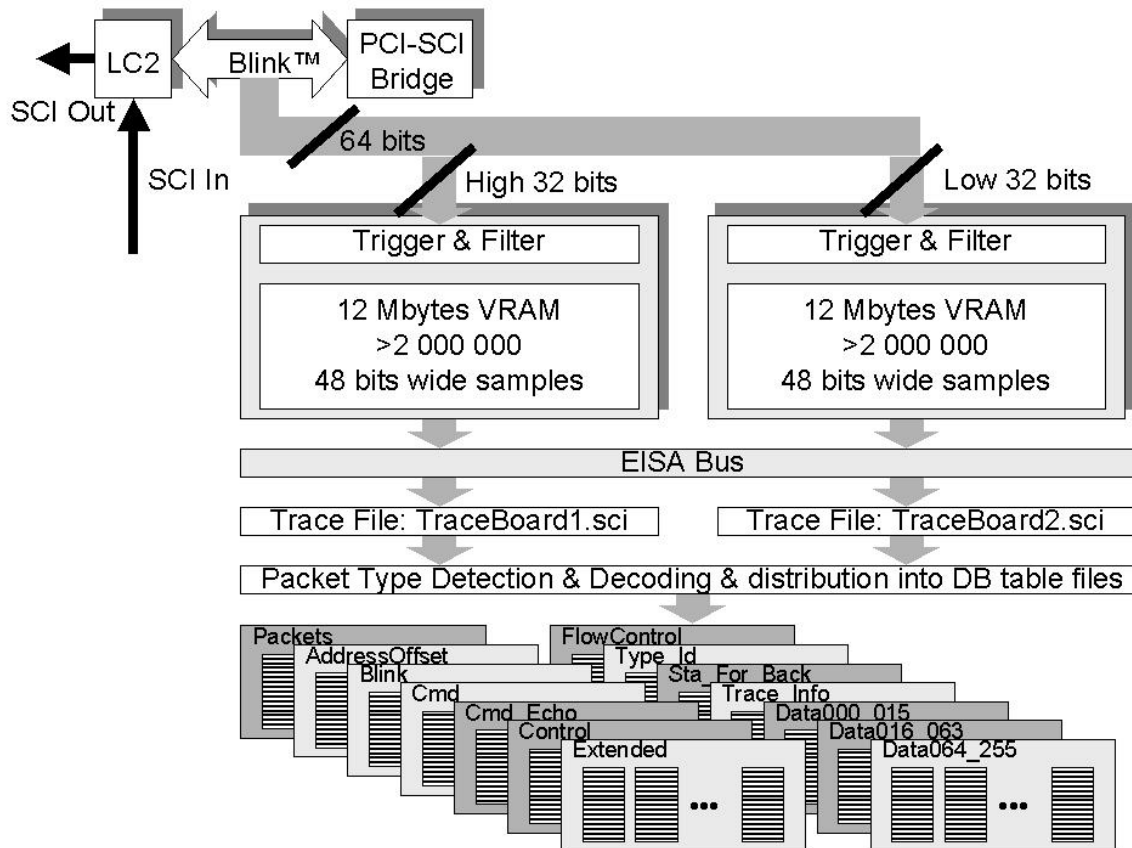 LC2
Blink™
PCI-SCI
Bridge
SCI Out
64 bits
SCI In
High 32 bits
Low 32 bits
Trigger & Filter
12 Mbytes VRAM
>2 000 000
48 bits wide samples
Trigger & Filter
12 Mbytes VRAM
>2 000 000
48 bits wide samples
EISA Bus
Trace File: TraceBoard1.sci
Trace File: TraceBoard2.sci
Packet Type Detection & Decoding & distribution into DB table files
Packets
AddressOffset
Blink
Cmd
Cmd_Echo
Control
Extended
•••
FlowControl
Type_Id
Sta_For_Back
Trace_Info
Data000_015
Data016_063
Data064_255
•••